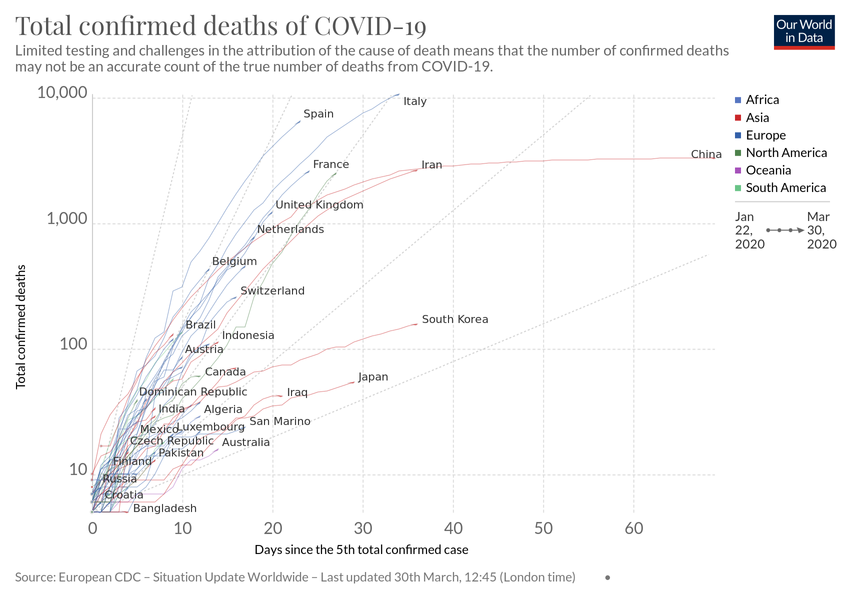 Total confirmed deaths of COVID-19
Our World
in Data
Limited testing and challenges in the attribution of the cause of death means that the number of confirmed deaths
may not be an accurate count of the true number of deaths from COVID-19.
10,000
1,000
100
10
Total confirmed deaths
Italy
Spain
China
France
Iran
United Kingdom
Netherlands
Belgium
Switzerland
South Korea
Brazil
Indonesia
Austria
Canada
Japan
Dominican Republic
Iraq
India
Algeria
San Marino
Mexico
Luxembourg
Czech Republic
Australia
Pakistan
Finland
Russia
Croatia
Bangladesh
0
10
20
30
40
50
60
Days since the 5th total confirmed case
Africa
Asia
Europe
North America
Oceania
South America
Jan
22,
2020
Mar
30,
2020
Source: European CDC – Situation Update Worldwide – Last updated 30th March, 12:45 (London time)